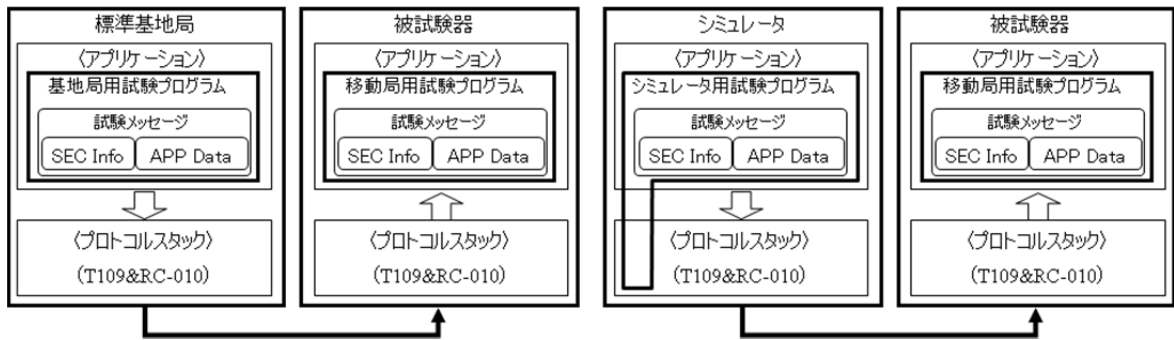 標準基地局
〈アプリケーション〉
基地局用試験プログラム
試験メッセージ
SEC Info
APP Data
〈プロトコルスタック〉
(T109&RC-010)
被試験器
〈アプリケーション〉
移動局用試験プログラム
試験メッセージ
SEC Info
APP Data
〈プロトコルスタック〉
(T109&RC-010)
シミュレータ
〈アプリケーション〉
シミュレータ用試験プログラム
試験メッセージ
SEC Info
APP Data
〈プロトコルスタック〉
(T109&RC-010)
被試験器
〈アプリケーション〉
移動局用試験プログラム
試験メッセージ
SEC Info
APP Data
〈プロトコルスタック〉
(T109&RC-010)